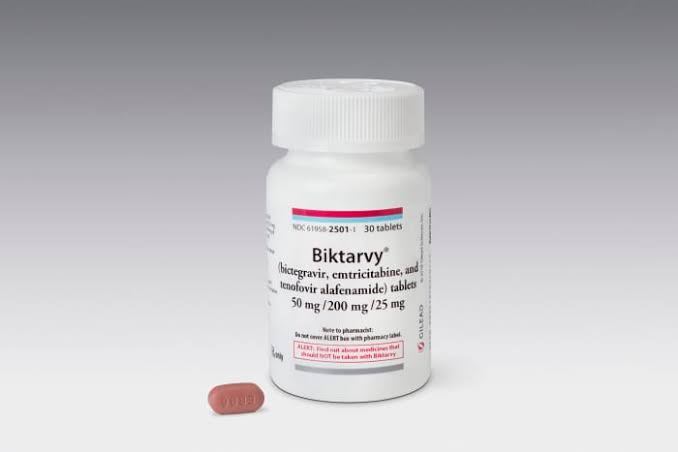 NDC 61958-2501-1 30 tablets
Biktarvy®
(bictegravir, emtricitabine, and
tenofovir alafenamide) tablets
50 mg/200 mg/25 mg
Note to pharmacist:
Do not cover ALERT box with pharmacy label.
ALERT: Find out about medicines that
should NOT be taken with Biktarvy
only
GILEAD